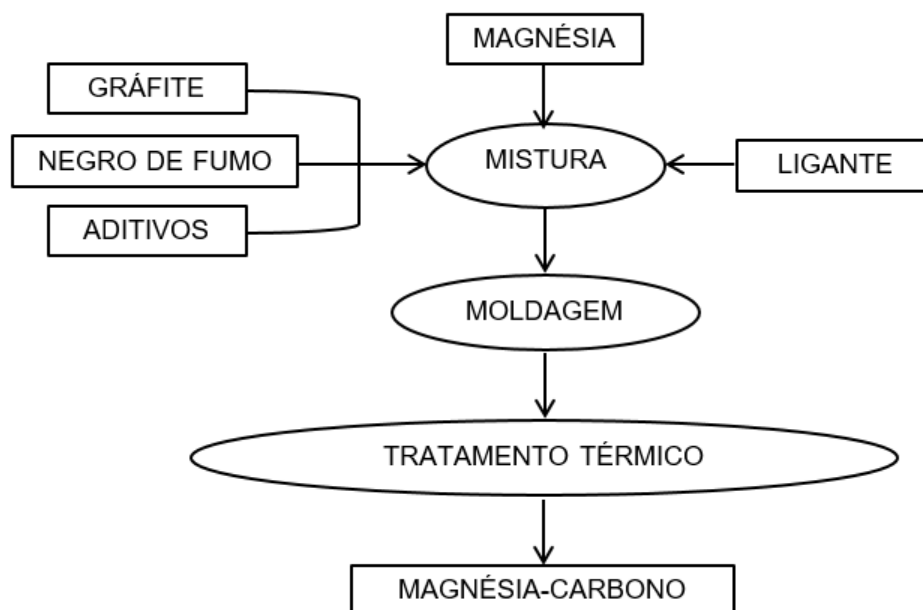 MAGNÉSIA
GRÁFITE
NEGRO DE FUMO
MISTURA
LIGANTE
ADITIVOS
MOLDAGEM
TRATAMENTO TÉRMICO
MAGNÉSIA-CARBONO